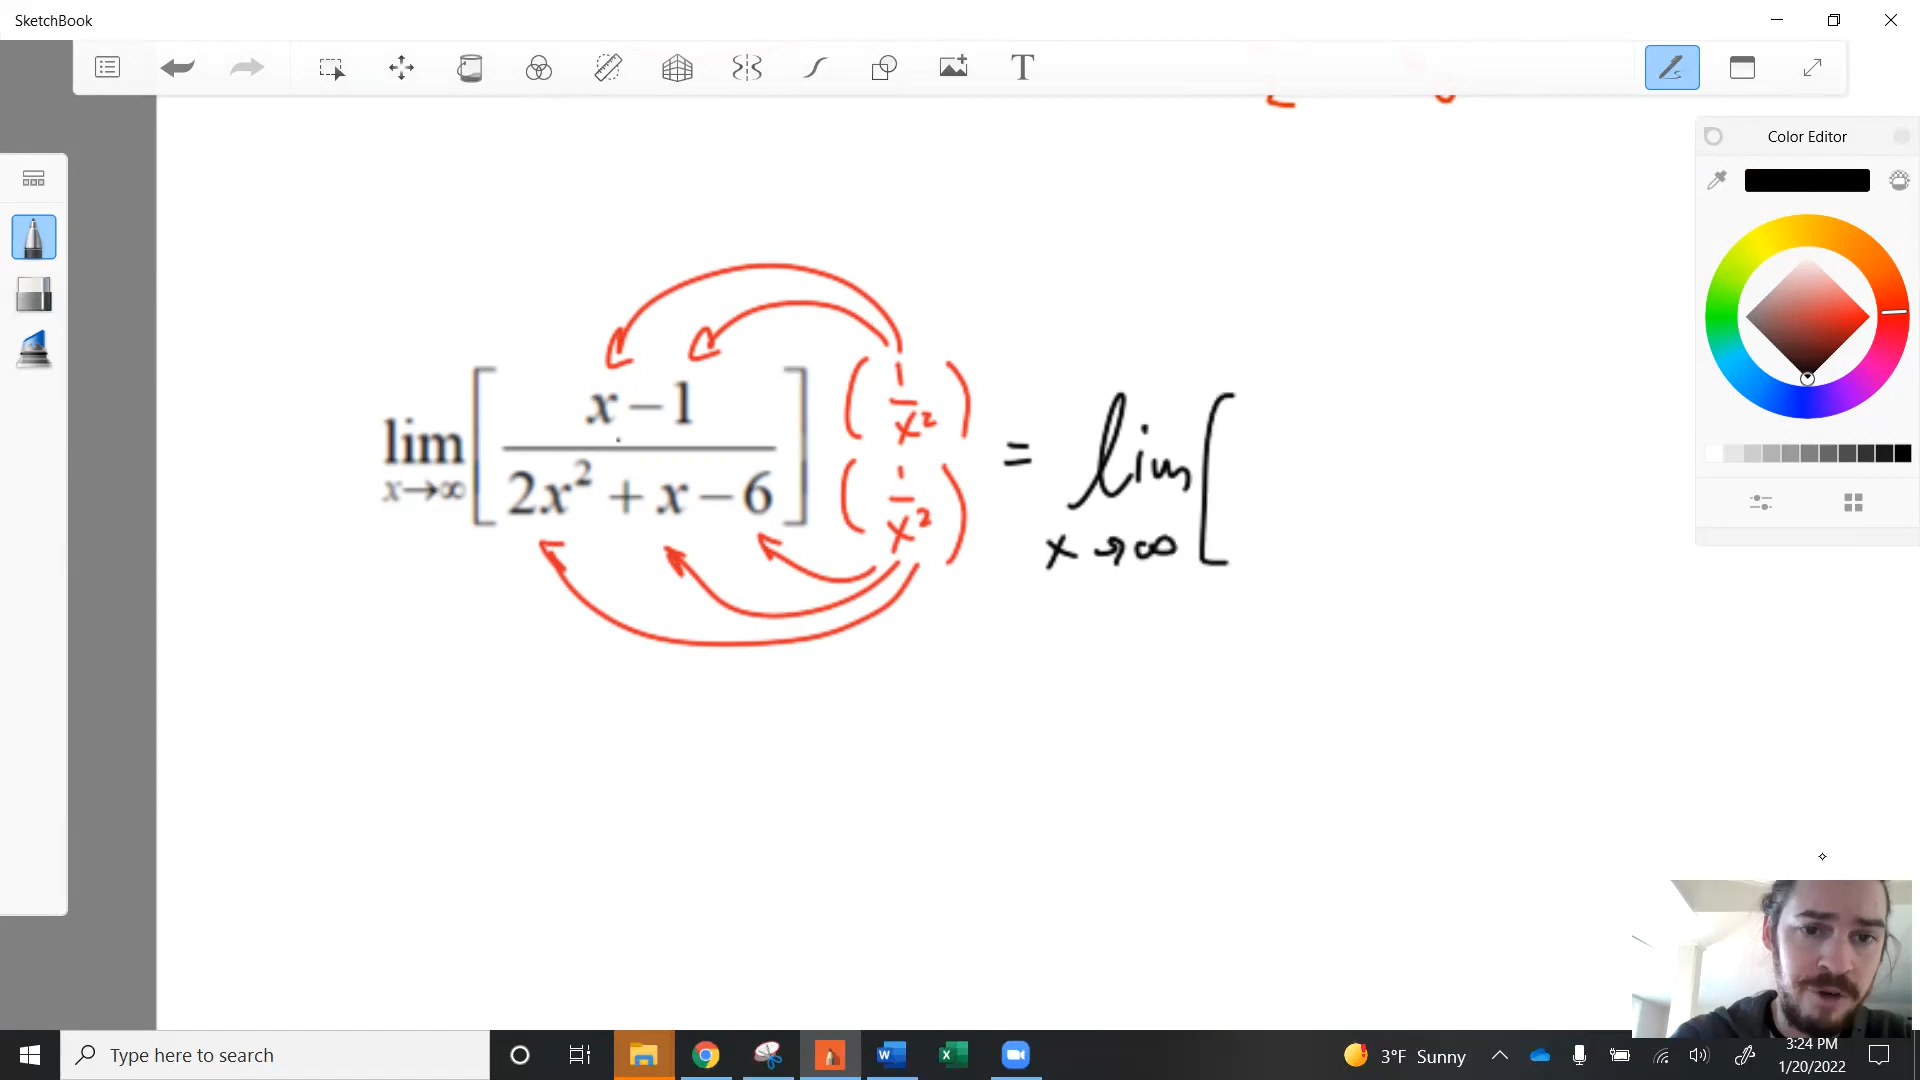 SketchBook
T
Color Editor
lim x→∞ [ (x − 1) / (2x² + x − 6) ] (1/x²) / (1/x²) = lim x→∞ [
Type here to search
3°F Sunny
3:24 PM
1/20/2022